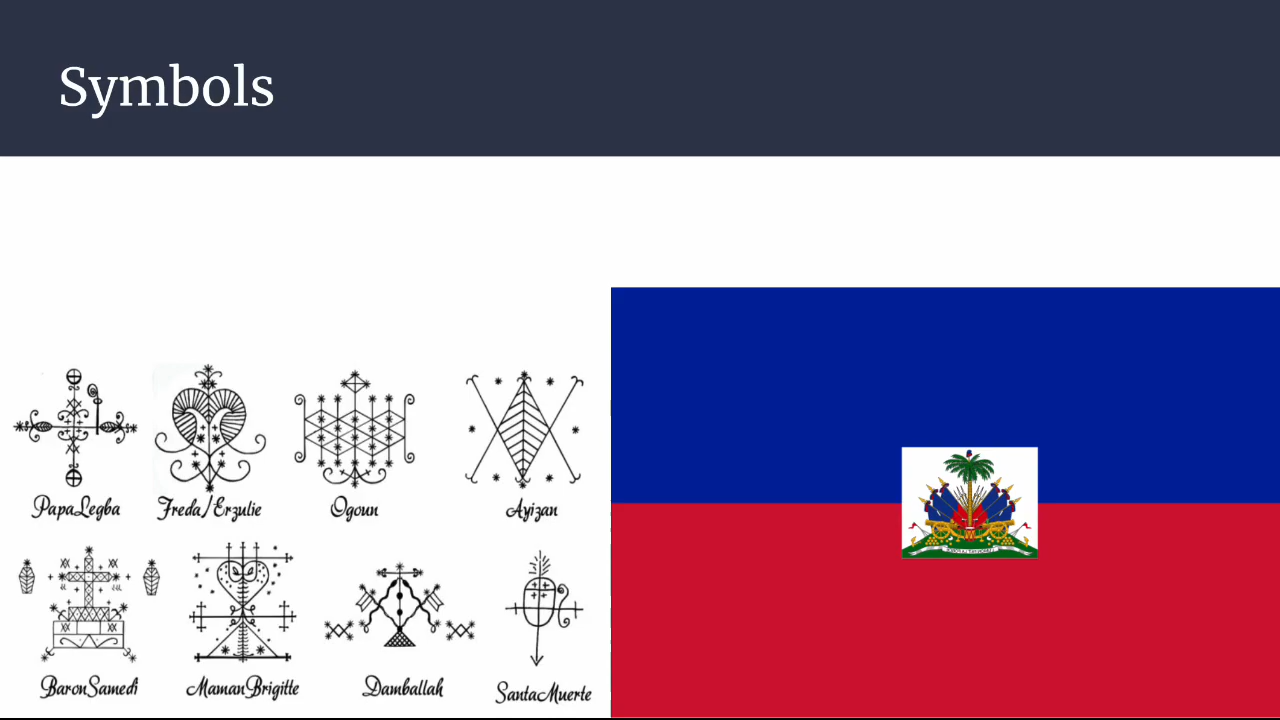 Symbols
PapaLegba
Freda/Erzulie
Ogoun
Ayizan
BaronSamedi
MamanBrigitte
Damballah
SantaMuerte